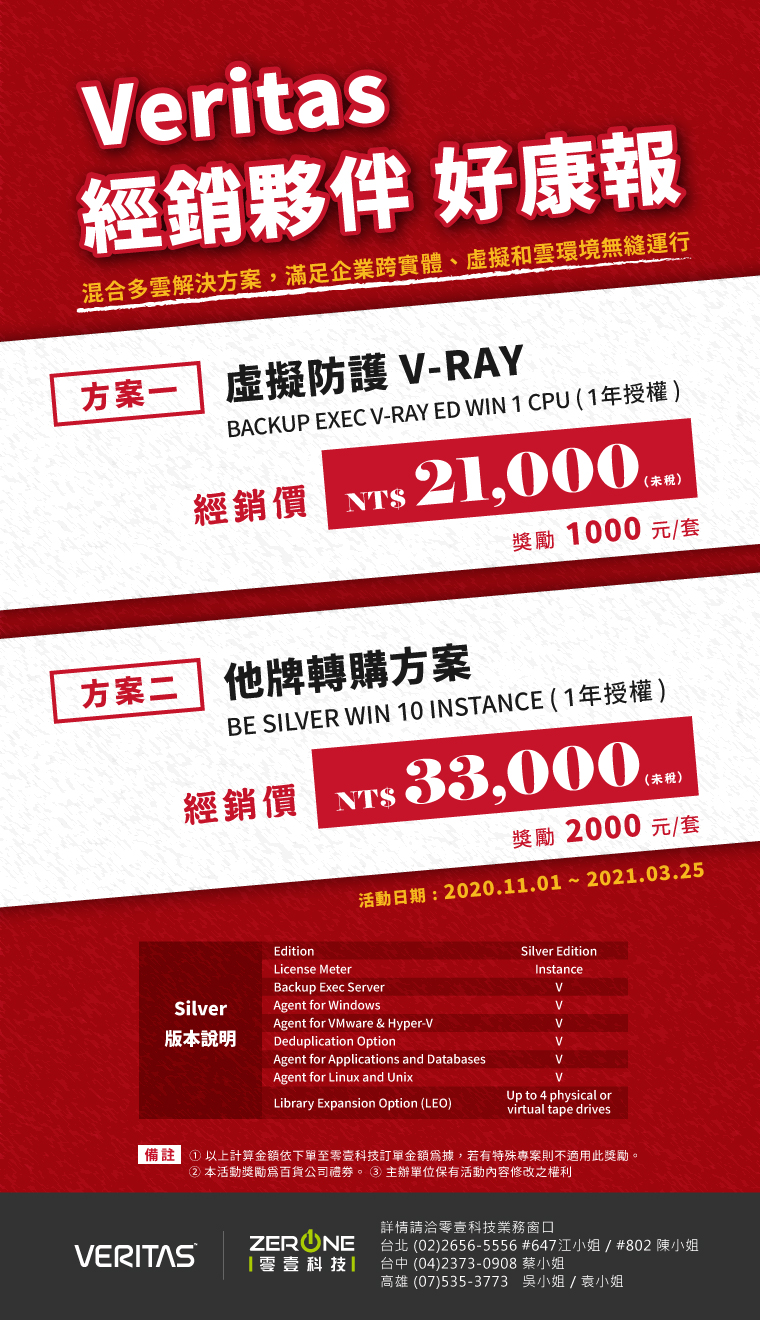 Veritas
經銷夥伴 好康報
混合多雲解決方案，滿足企業跨實體、虛擬和雲環境無縫運行
方案一
虛擬防護 V-RAY
BACKUP EXEC V-RAY ED WIN 1 CPU ( 1年授權 )
經銷價
NT$ 21,000 (未稅)
獎勵 1000 元/套
方案二
他牌轉購方案
BE SILVER WIN 10 INSTANCE ( 1年授權 )
經銷價
NT$ 33,000 (未稅)
獎勵 2000 元/套
活動日期：2020.11.01 ~ 2021.03.25
Silver
版本說明
Edition Silver Edition
License Meter Instance
Backup Exec Server V
Agent for Windows V
Agent for VMware & Hyper-V V
Deduplication Option V
Agent for Applications and Databases V
Agent for Linux and Unix V
Library Expansion Option (LEO) Up to 4 physical or
virtual tape drives
備註 ① 以上計算金額依下單至零壹科技訂單金額為據，若有特殊專案則不適用此獎勵。
② 本活動獎勵為百貨公司禮券。 ③ 主辦單位保有活動內容修改之權利
VERITAS™
ZERONE
零壹科技
詳情請洽零壹科技業務窗口
台北 (02)2656-5556 #647江小姐 / #802 陳小姐
台中 (04)2373-0908 蔡小姐
高雄 (07)535-3773 吳小姐 / 袁小姐